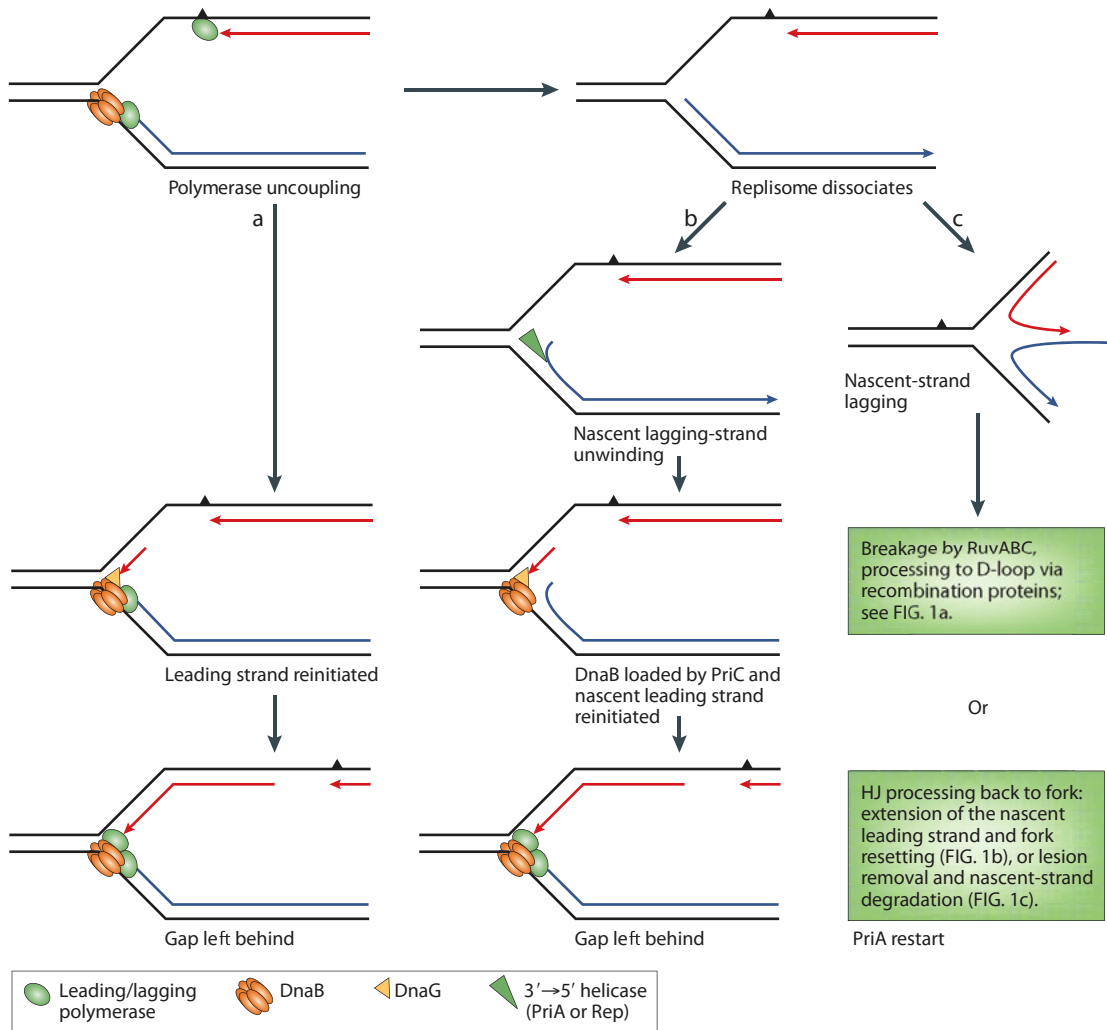 Polymerase uncoupling
Replisome dissociates
a
b
c
Nascent lagging-strand
unwinding
Nascent-strand
lagging
Leading strand reinitiated
DnaB loaded by PriC and
nascent leading strand
reinitiated
Breakage by RuvABC,
processing to D-loop via
recombination proteins;
see FIG. 1a.
Or
HJ processing back to fork:
extension of the nascent
leading strand and fork
resetting (FIG. 1b), or lesion
removal and nascent-strand
degradation (FIG. 1c).
Gap left behind
Gap left behind
PriA restart
Leading/lagging
polymerase
DnaB
DnaG
3′→5′ helicase
(PriA or Rep)